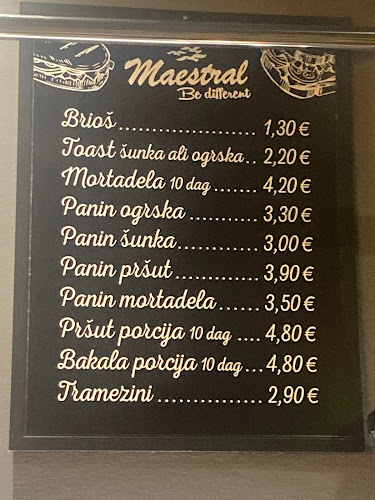 Maestral
Be different
Brioš.................... 1,30 €
Toast šunka ali ogrska.. 2,20 €
Mortadela 10 dag ....... 4,20 €
Panin ogrska ........... 3,30 €
Panin šunka............. 3,00 €
Panin pršut ............. 3,90 €
Panin mortadela ...... 3,50 €
Pršut porcija 10 dag .... 4,80 €
Bakala porcija 10 dag ... 4,80 €
Tramezini ................ 2,90 €